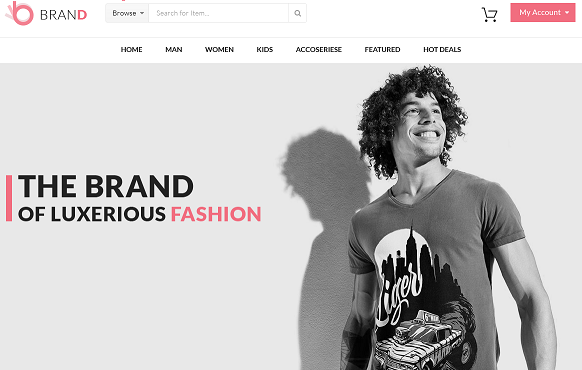 BRAND
Browse
Search for Item...
My Account
HOME MAN WOMEN KIDS ACCOSERIESE FEATURED HOT DEALS
THE BRAND
OF LUXERIOUS FASHION
Liger